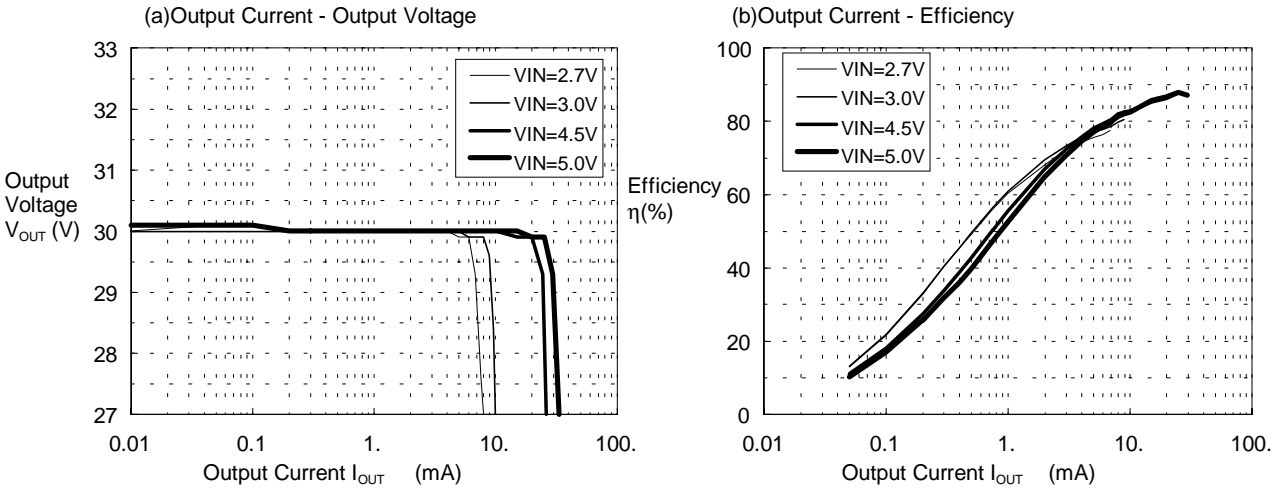 (a)Output Current - Output Voltage
33
32
31
30
29
28
27
Output
Voltage
VOUT (V)
VIN=2.7V
VIN=3.0V
VIN=4.5V
VIN=5.0V
0.01 0.1 1. 10. 100.
Output Current IOUT (mA)
(b)Output Current - Efficiency
100
80
60
40
20
0
Efficiency
η(%)
VIN=2.7V
VIN=3.0V
VIN=4.5V
VIN=5.0V
0.01 0.1 1. 10. 100.
Output Current IOUT (mA)